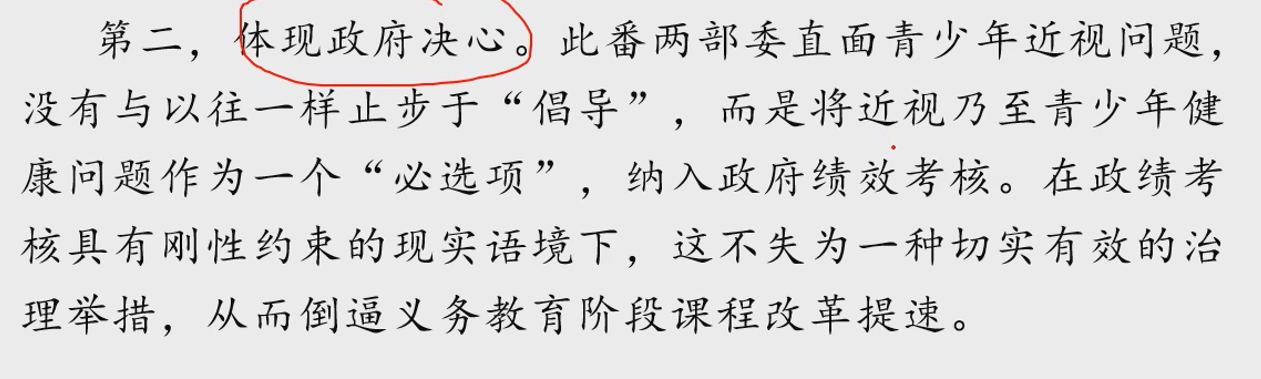 第二，体现政府决心。此番两部委直面青少年近视问题，
没有与以往一样止步于“倡导”，而是将近视乃至青少年健
康问题作为一个“必选项”，纳入政府绩效考核。在政绩考
核具有刚性约束的现实语境下，这不失为一种切实有效的治
理举措，从而倒逼义务教育阶段课程改革提速。